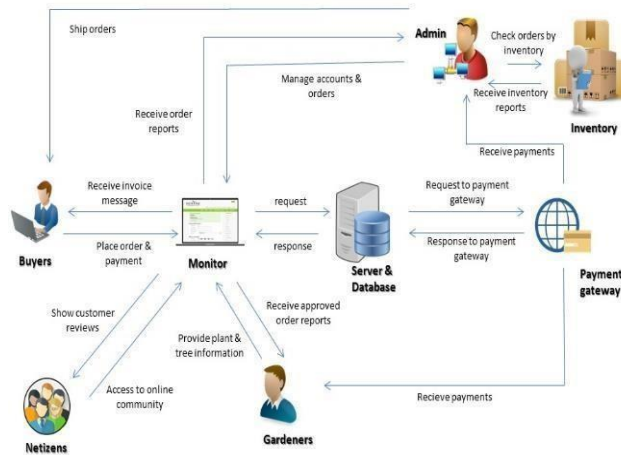 Ship orders
Admin
Check orders by
inventory
Manage accounts &
orders
Receive inventory
reports
Inventory
Receive order
reports
Receive payments
Receive invoice
message
request
Request to payment
gateway
Place order &
payment
response
Response to payment
gateway
Buyers
Monitor
Server &
Database
Payment
gateway
Show customer
reviews
Receive approved
order reports
Provide plant &
tree information
Access to online
community
Recieve payments
Netizens
Gardeners